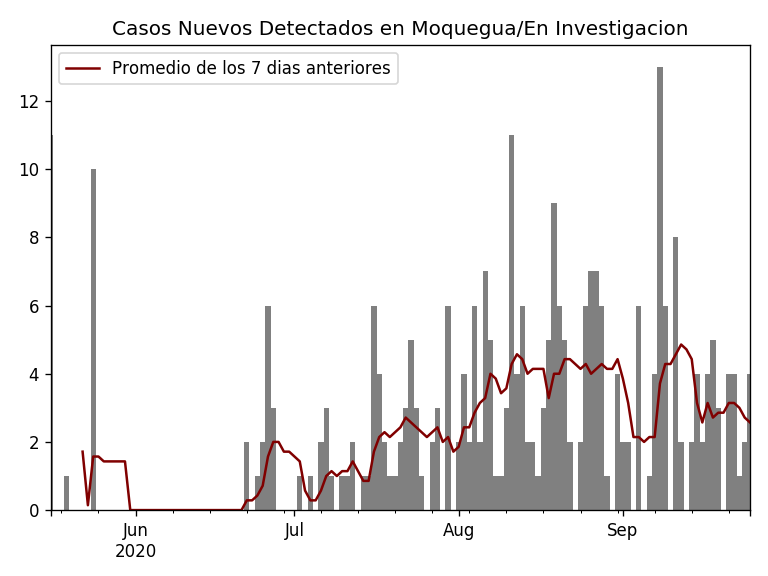 Casos Nuevos Detectados en Moquegua/En Investigacion
Promedio de los 7 dias anteriores
12
10
8
6
4
2
0
Jun
2020
Jul
Aug
Sep